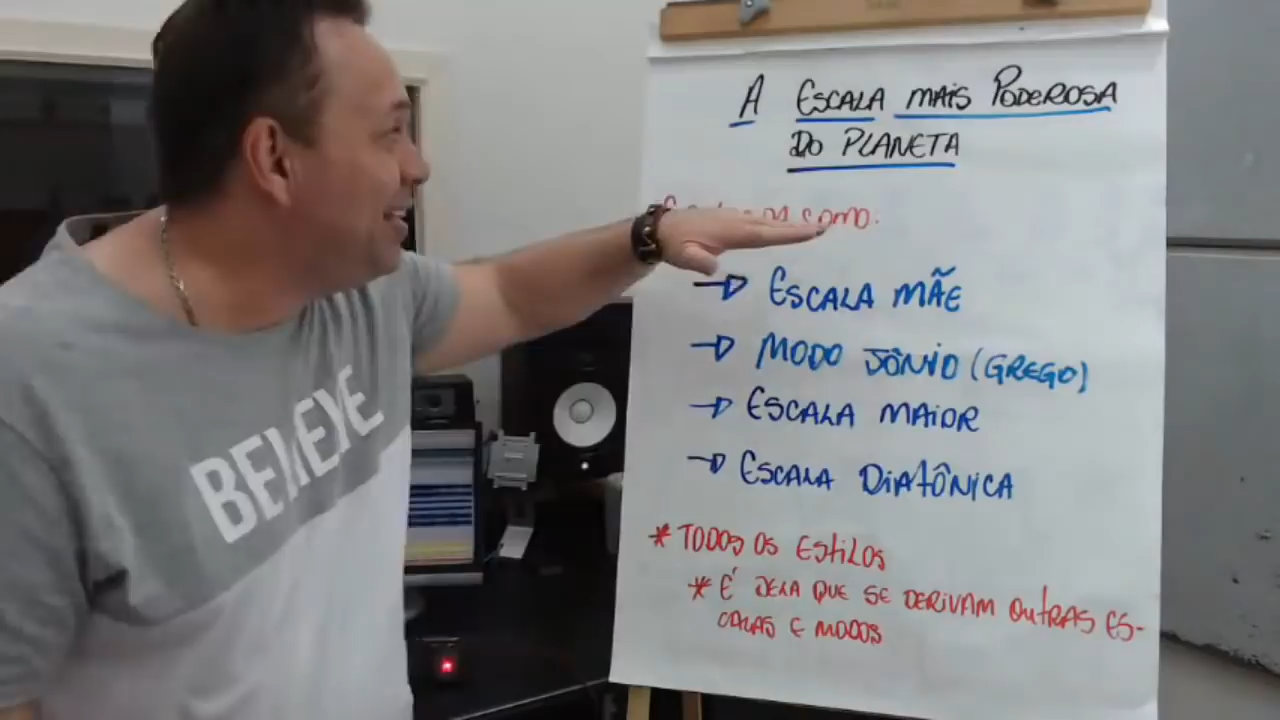 A ESCALA MAIS PODEROSA
DO PLANETA
COMO:
→ ESCALA MÃE
→ MODO JÔNIO (GREGO)
→ ESCALA MAIOR
→ ESCALA DIATÔNICA
* TODOS OS ESTILOS
* É DELA QUE SE DERIVAM OUTRAS ES-
CALAS E MODOS
BELIEVE